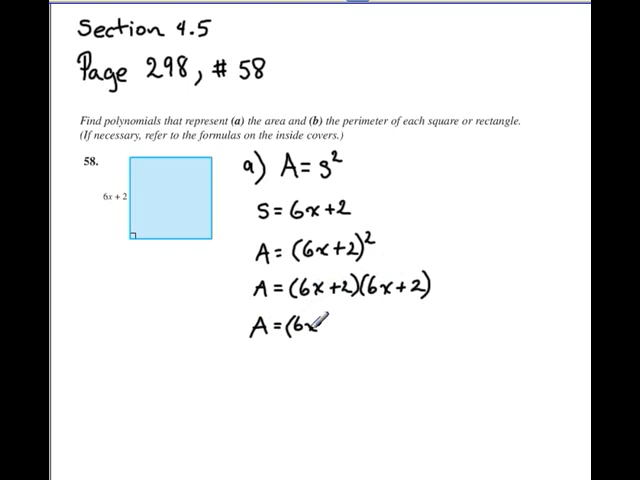 Section 4.5
Page 298, # 58
Find polynomials that represent (a) the area and (b) the perimeter of each square or rectangle.
(If necessary, refer to the formulas on the inside covers.)
58.
6x + 2
a) A = s²
S = 6x + 2
A = (6x + 2)²
A = (6x + 2)(6x + 2)
A = (6x